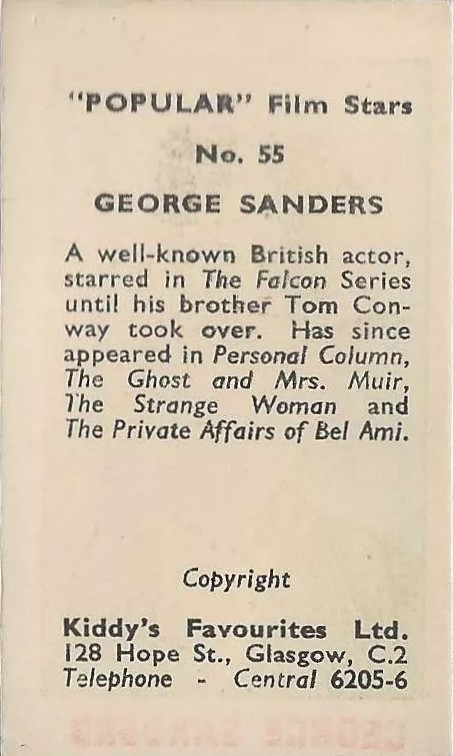 "POPULAR" Film Stars
No. 55
GEORGE SANDERS
A well-known British actor,
starred in The Falcon Series
until his brother Tom Con-
way took over. Has since
appeared in Personal Column,
The Ghost and Mrs. Muir,
The Strange Woman and
The Private Affairs of Bel Ami.
Copyright
Kiddy's Favourites Ltd.
128 Hope St., Glasgow, C.2
Telephone - Central 6205-6
GEORGE SANDERS